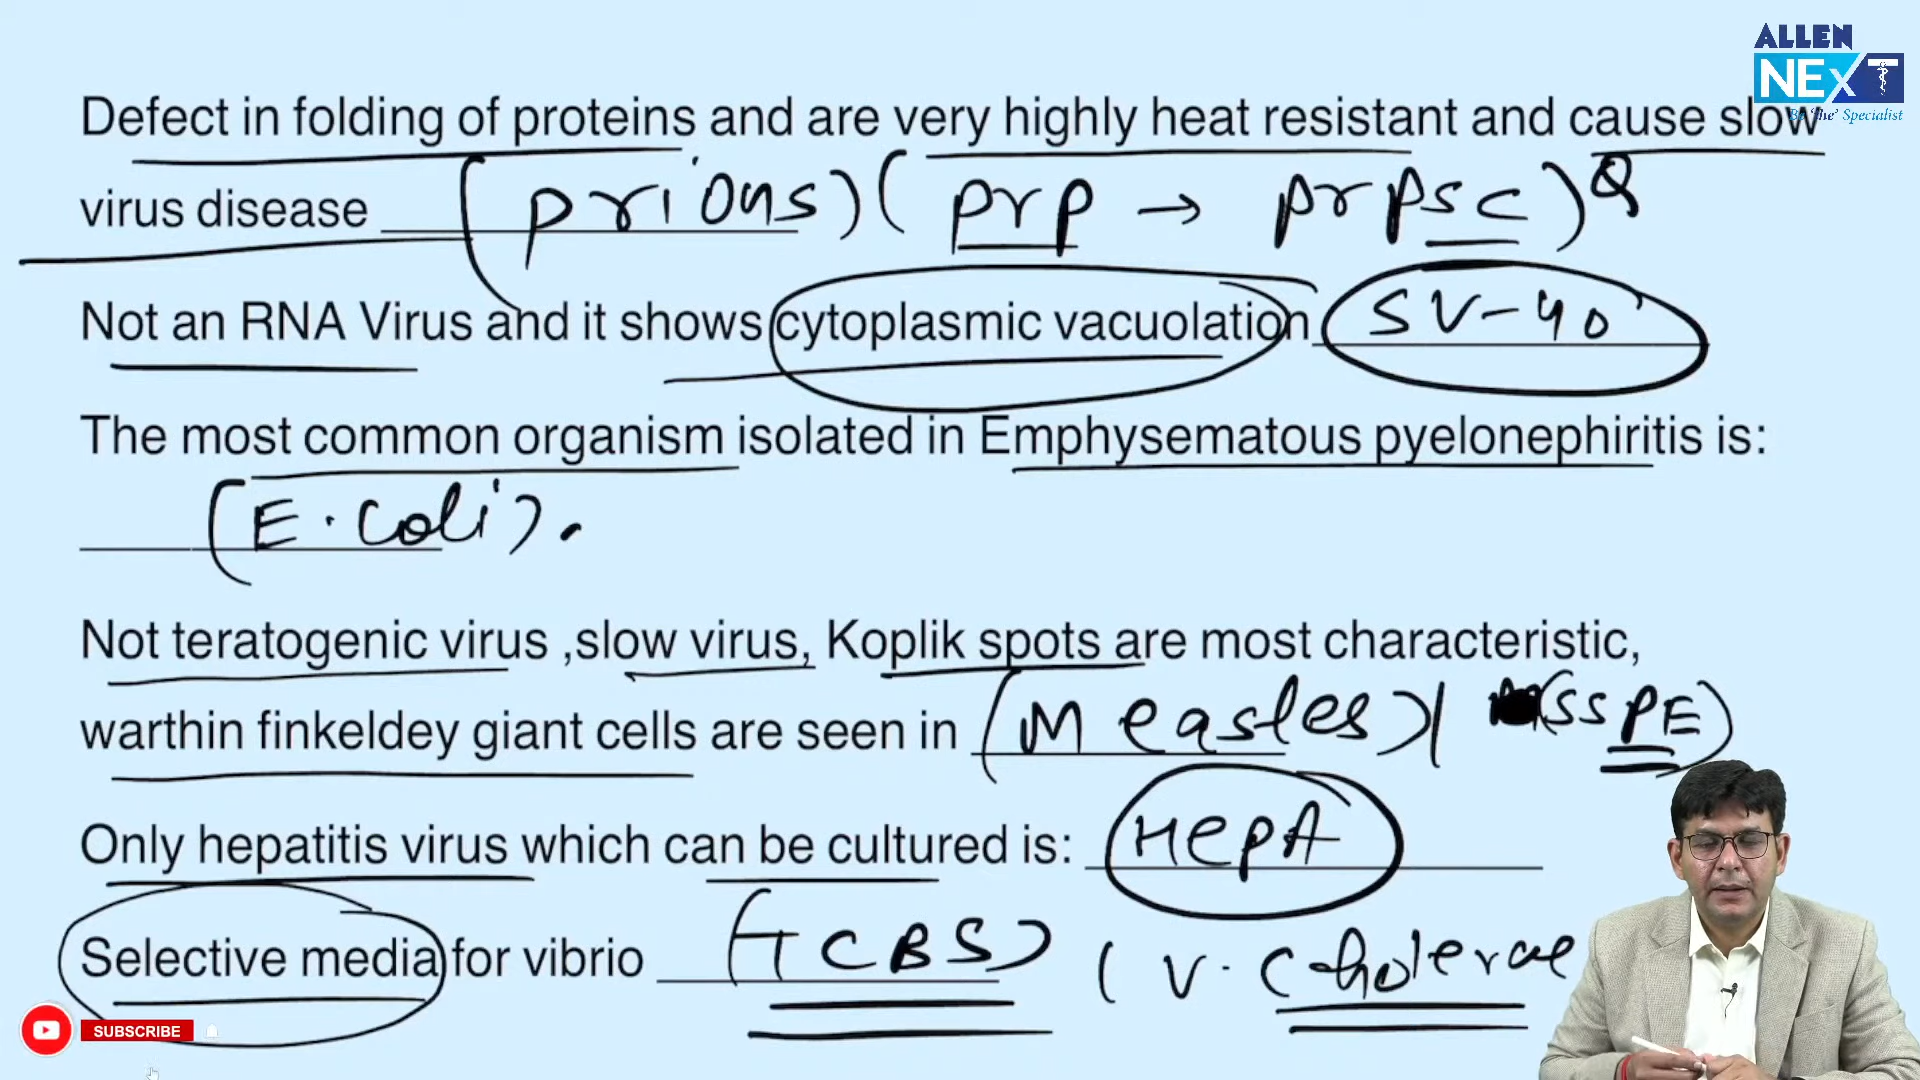 ALLEN
NEXT
Be 'the' Specialist
Defect in folding of proteins and are very highly heat resistant and cause slow
virus disease (prions) (prp → prpsc)
Not an RNA Virus and it shows cytoplasmic vacuolation SV-40
The most common organism isolated in Emphysematous pyelonephiritis is:
(E. coli).
Not teratogenic virus ,slow virus, Koplik spots are most characteristic,
warthin finkeldey giant cells are seen in (Measles) (SSPE)
Only hepatitis virus which can be cultured is: HepA
Selective media for vibrio (TCBS) (V. Cholerae
SUBSCRIBE